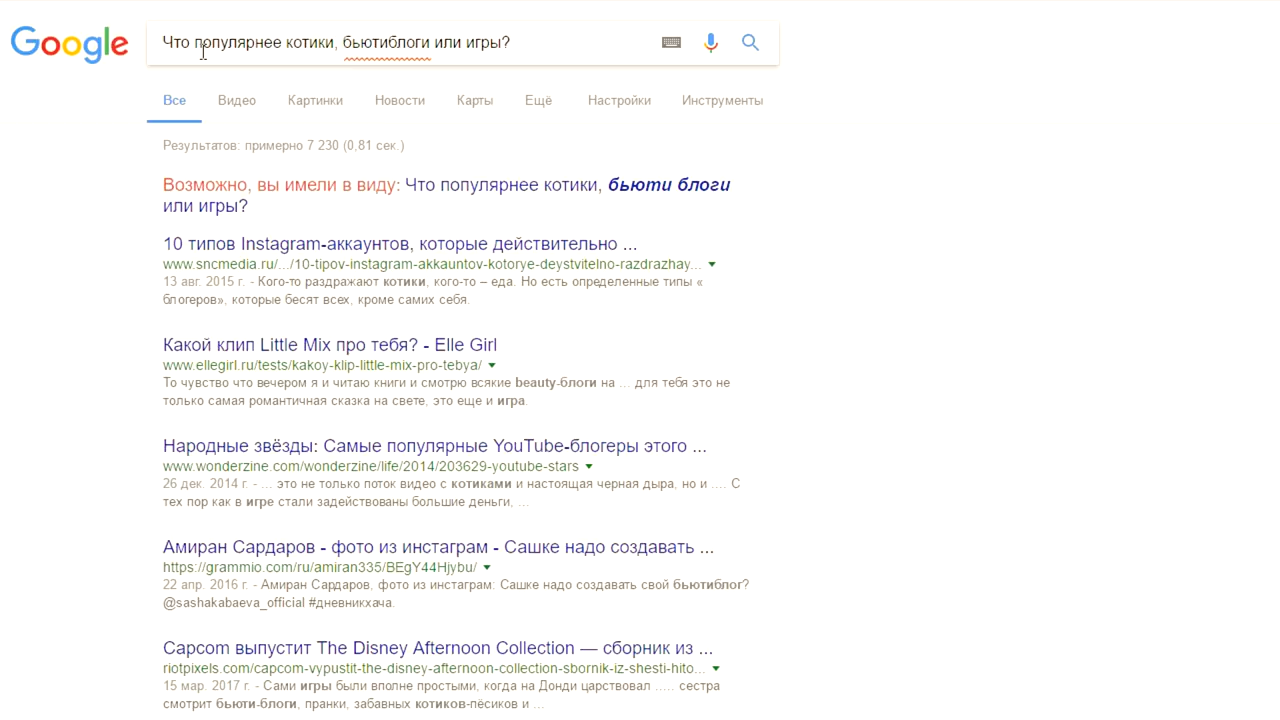 Google
Что популярнее котики, бьютиблоги или игры?
Все Видео Картинки Новости Карты Ещё Настройки Инструменты
Результатов: примерно 7 230 (0,81 сек.)
Возможно, вы имели в виду: Что популярнее котики, бьюти блоги
или игры?
10 типов Instagram-аккаунтов, которые действительно ...
www.sncmedia.ru/.../10-tipov-instagram-akkauntov-kotorye-deystvitelno-razdrazhay...
13 авг. 2015 г. - Кого-то раздражают котики, кого-то – еда. Но есть определенные типы «
блогеров», которые бесят всех, кроме самих себя.
Какой клип Little Mix про тебя? - Elle Girl
www.ellegirl.ru/tests/kakoy-klip-little-mix-pro-tebya/
То чувство что вечером я и читаю книги и смотрю всякие beauty-блоги на ... для тебя это не
только самая романтичная сказка на свете, это еще и игра.
Народные звёзды: Самые популярные YouTube-блогеры этого ...
www.wonderzine.com/wonderzine/life/2014/203629-youtube-stars
26 дек. 2014 г. - ... это не только поток видео с котиками и настоящая черная дыра, но и .... С
тех пор как в игре стали задействованы большие деньги, ...
Амиран Сардаров - фото из инстаграм - Сашке надо создавать ...
https://grammio.com/ru/amiran335/BEgY44Hjybu/
22 апр. 2016 г. - Амиран Сардаров, фото из инстаграм: Сашке надо создавать свой бьютиблог?
@sashakabaeva_official #дневникхача.
Capcom выпустит The Disney Afternoon Collection — сборник из ...
riotpixels.com/capcom-vypustit-the-disney-afternoon-collection-sbornik-iz-shesti-hito...
15 мар. 2017 г. - Сами игры были вполне простыми, когда на Донди царствовал ..... сестра
смотрит бьюти-блоги, пранки, забавных котиков-пёсиков и ...